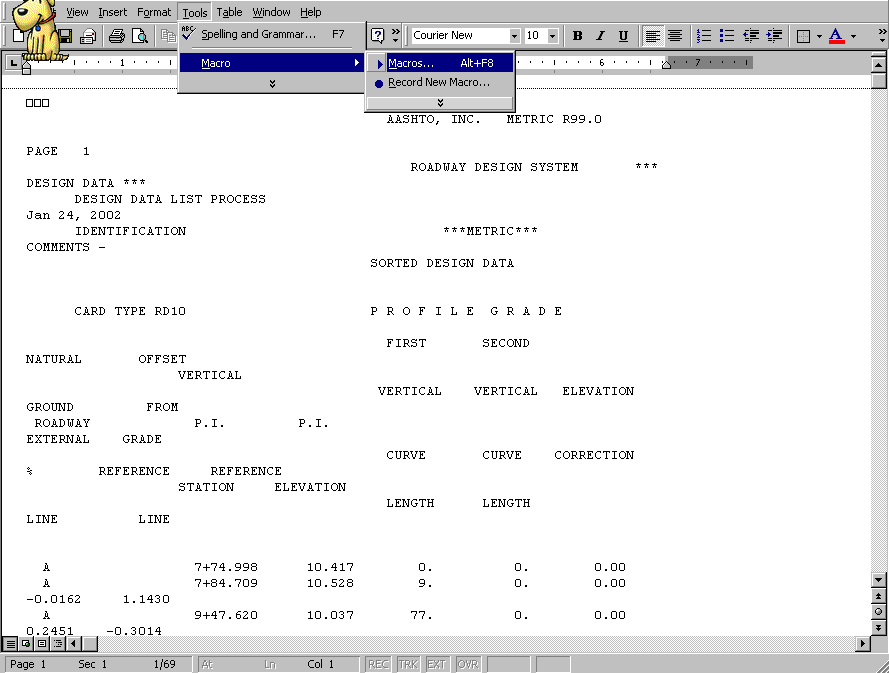 View Insert Format Tools Table Window Help
Spelling and Grammar... F7
Courier New 10 B I U
Macro
Macros... Alt+F8
Record New Macro...
1 6 7
AASHTO, INC. METRIC R99.0
PAGE 1
ROADWAY DESIGN SYSTEM ***
DESIGN DATA ***
DESIGN DATA LIST PROCESS
Jan 24, 2002
IDENTIFICATION ***METRIC***
COMMENTS -
SORTED DESIGN DATA
CARD TYPE RD10 P R O F I L E G R A D E
FIRST SECOND
NATURAL OFFSET
VERTICAL
VERTICAL VERTICAL ELEVATION
GROUND FROM
ROADWAY P.I. P.I.
EXTERNAL GRADE
CURVE CURVE CORRECTION
% REFERENCE REFERENCE
STATION ELEVATION
LENGTH LENGTH
LINE LINE
A 7+74.998 10.417 0. 0. 0.00
A 7+84.709 10.528 9. 0. 0.00
-0.0162 1.1430
A 9+47.620 10.037 77. 0. 0.00
0.2451 -0.3014
Page 1 Sec 1 1/69 At Ln Col 1 REC TRK EXT OVR